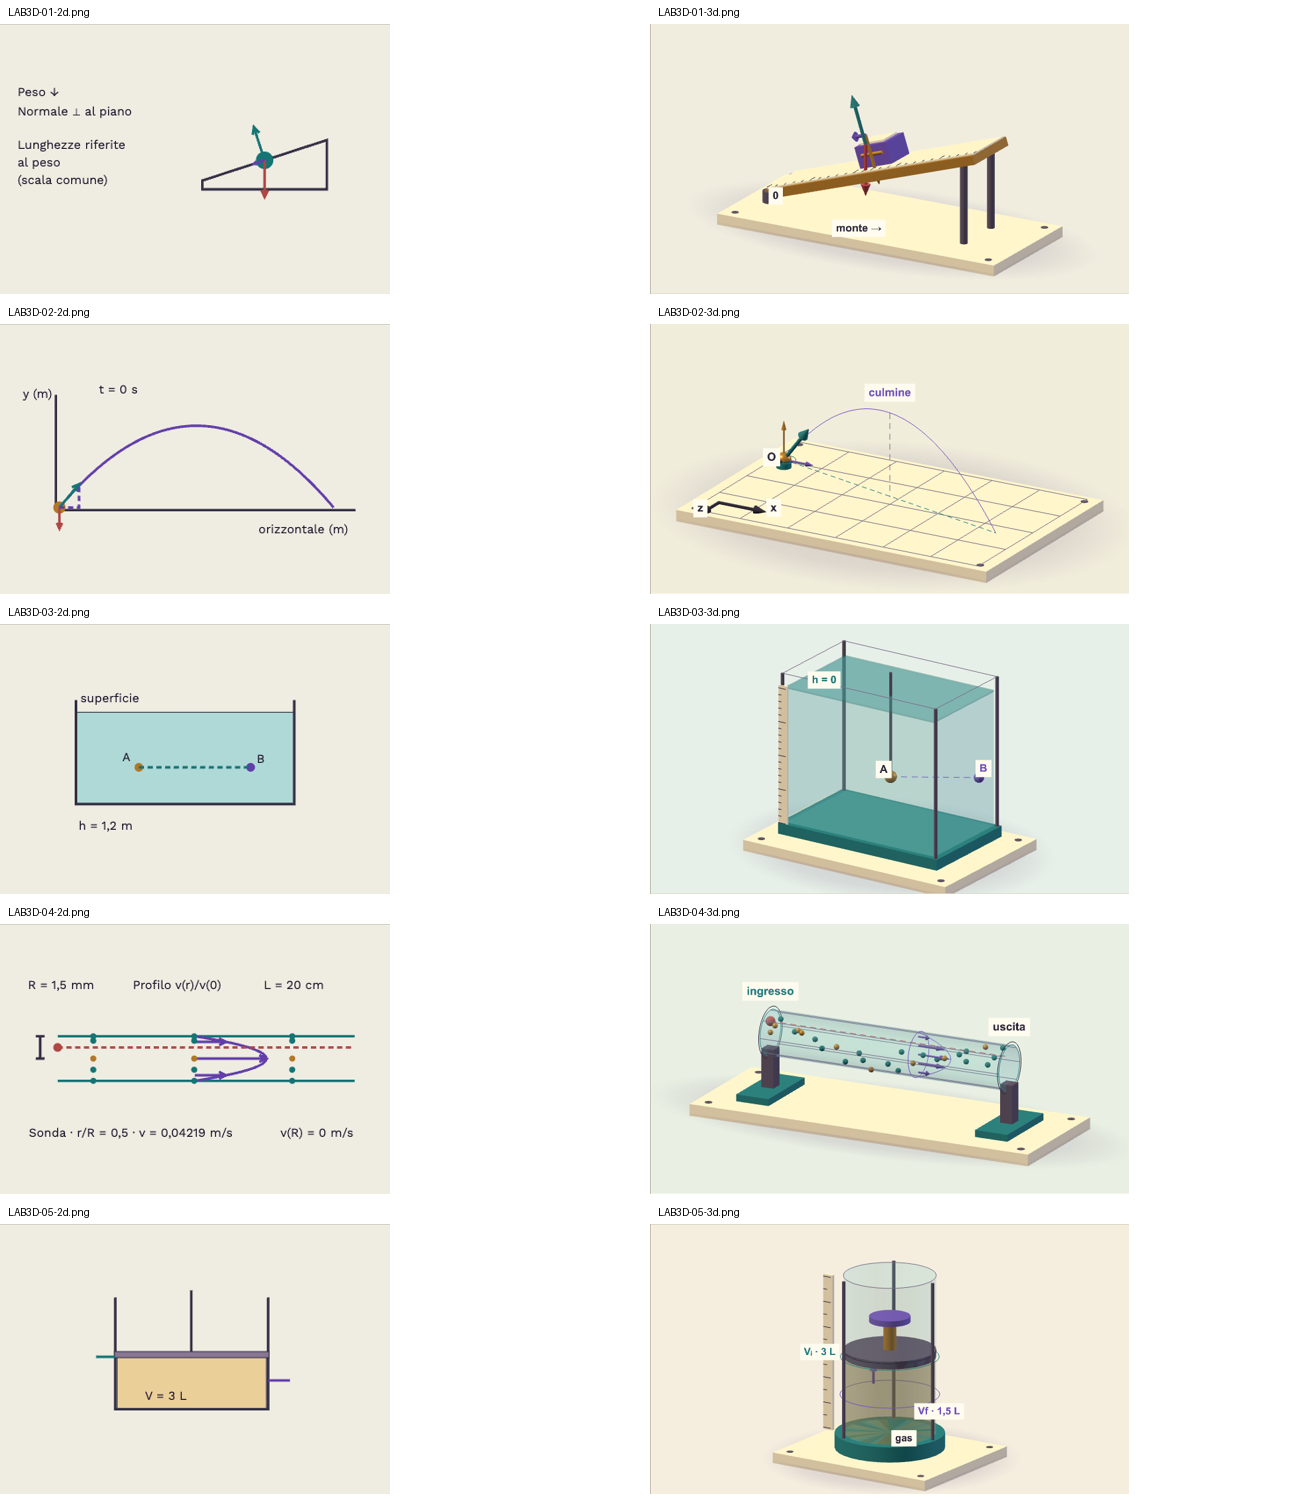 LAB3D-01-2d.png
LAB3D-01-3d.png
Peso ↓
Normale ⊥ al piano
Lunghezze riferite
al peso
(scala comune)
0
monte →
LAB3D-02-2d.png
LAB3D-02-3d.png
y (m)
t = 0 s
orizzontale (m)
culmine
O
z
x
LAB3D-03-2d.png
LAB3D-03-3d.png
superficie
A
B
h = 1,2 m
h = 0
A
B
LAB3D-04-2d.png
LAB3D-04-3d.png
R = 1,5 mm
Profilo v(r)/v(0)
L = 20 cm
Sonda · r/R = 0,5 · v = 0,04219 m/s
v(R) = 0 m/s
ingresso
uscita
LAB3D-05-2d.png
LAB3D-05-3d.png
V = 3 L
Vᵢ · 3 L
Vf · 1,5 L
gas